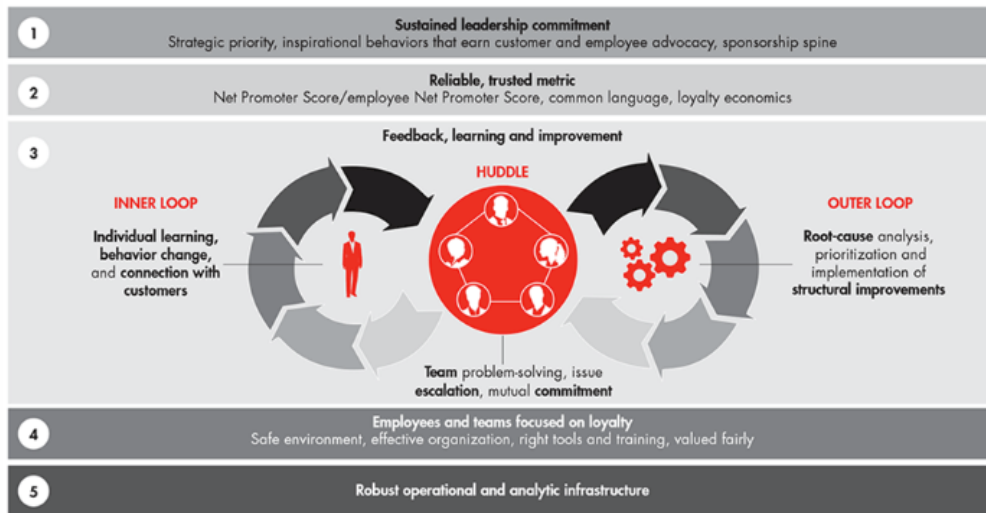 1
Sustained leadership commitment
Strategic priority, inspirational behaviors that earn customer and employee advocacy, sponsorship spine
2
Reliable, trusted metric
Net Promoter Score/employee Net Promoter Score, common language, loyalty economics
3
Feedback, learning and improvement
INNER LOOP
Individual learning,
behavior change,
and connection with
customers
HUDDLE
Team problem-solving, issue
escalation, mutual commitment
OUTER LOOP
Root-cause analysis,
prioritization and
implementation of
structural improvements
4
Employees and teams focused on loyalty
Safe environment, effective organization, right tools and training, valued fairly
5
Robust operational and analytic infrastructure